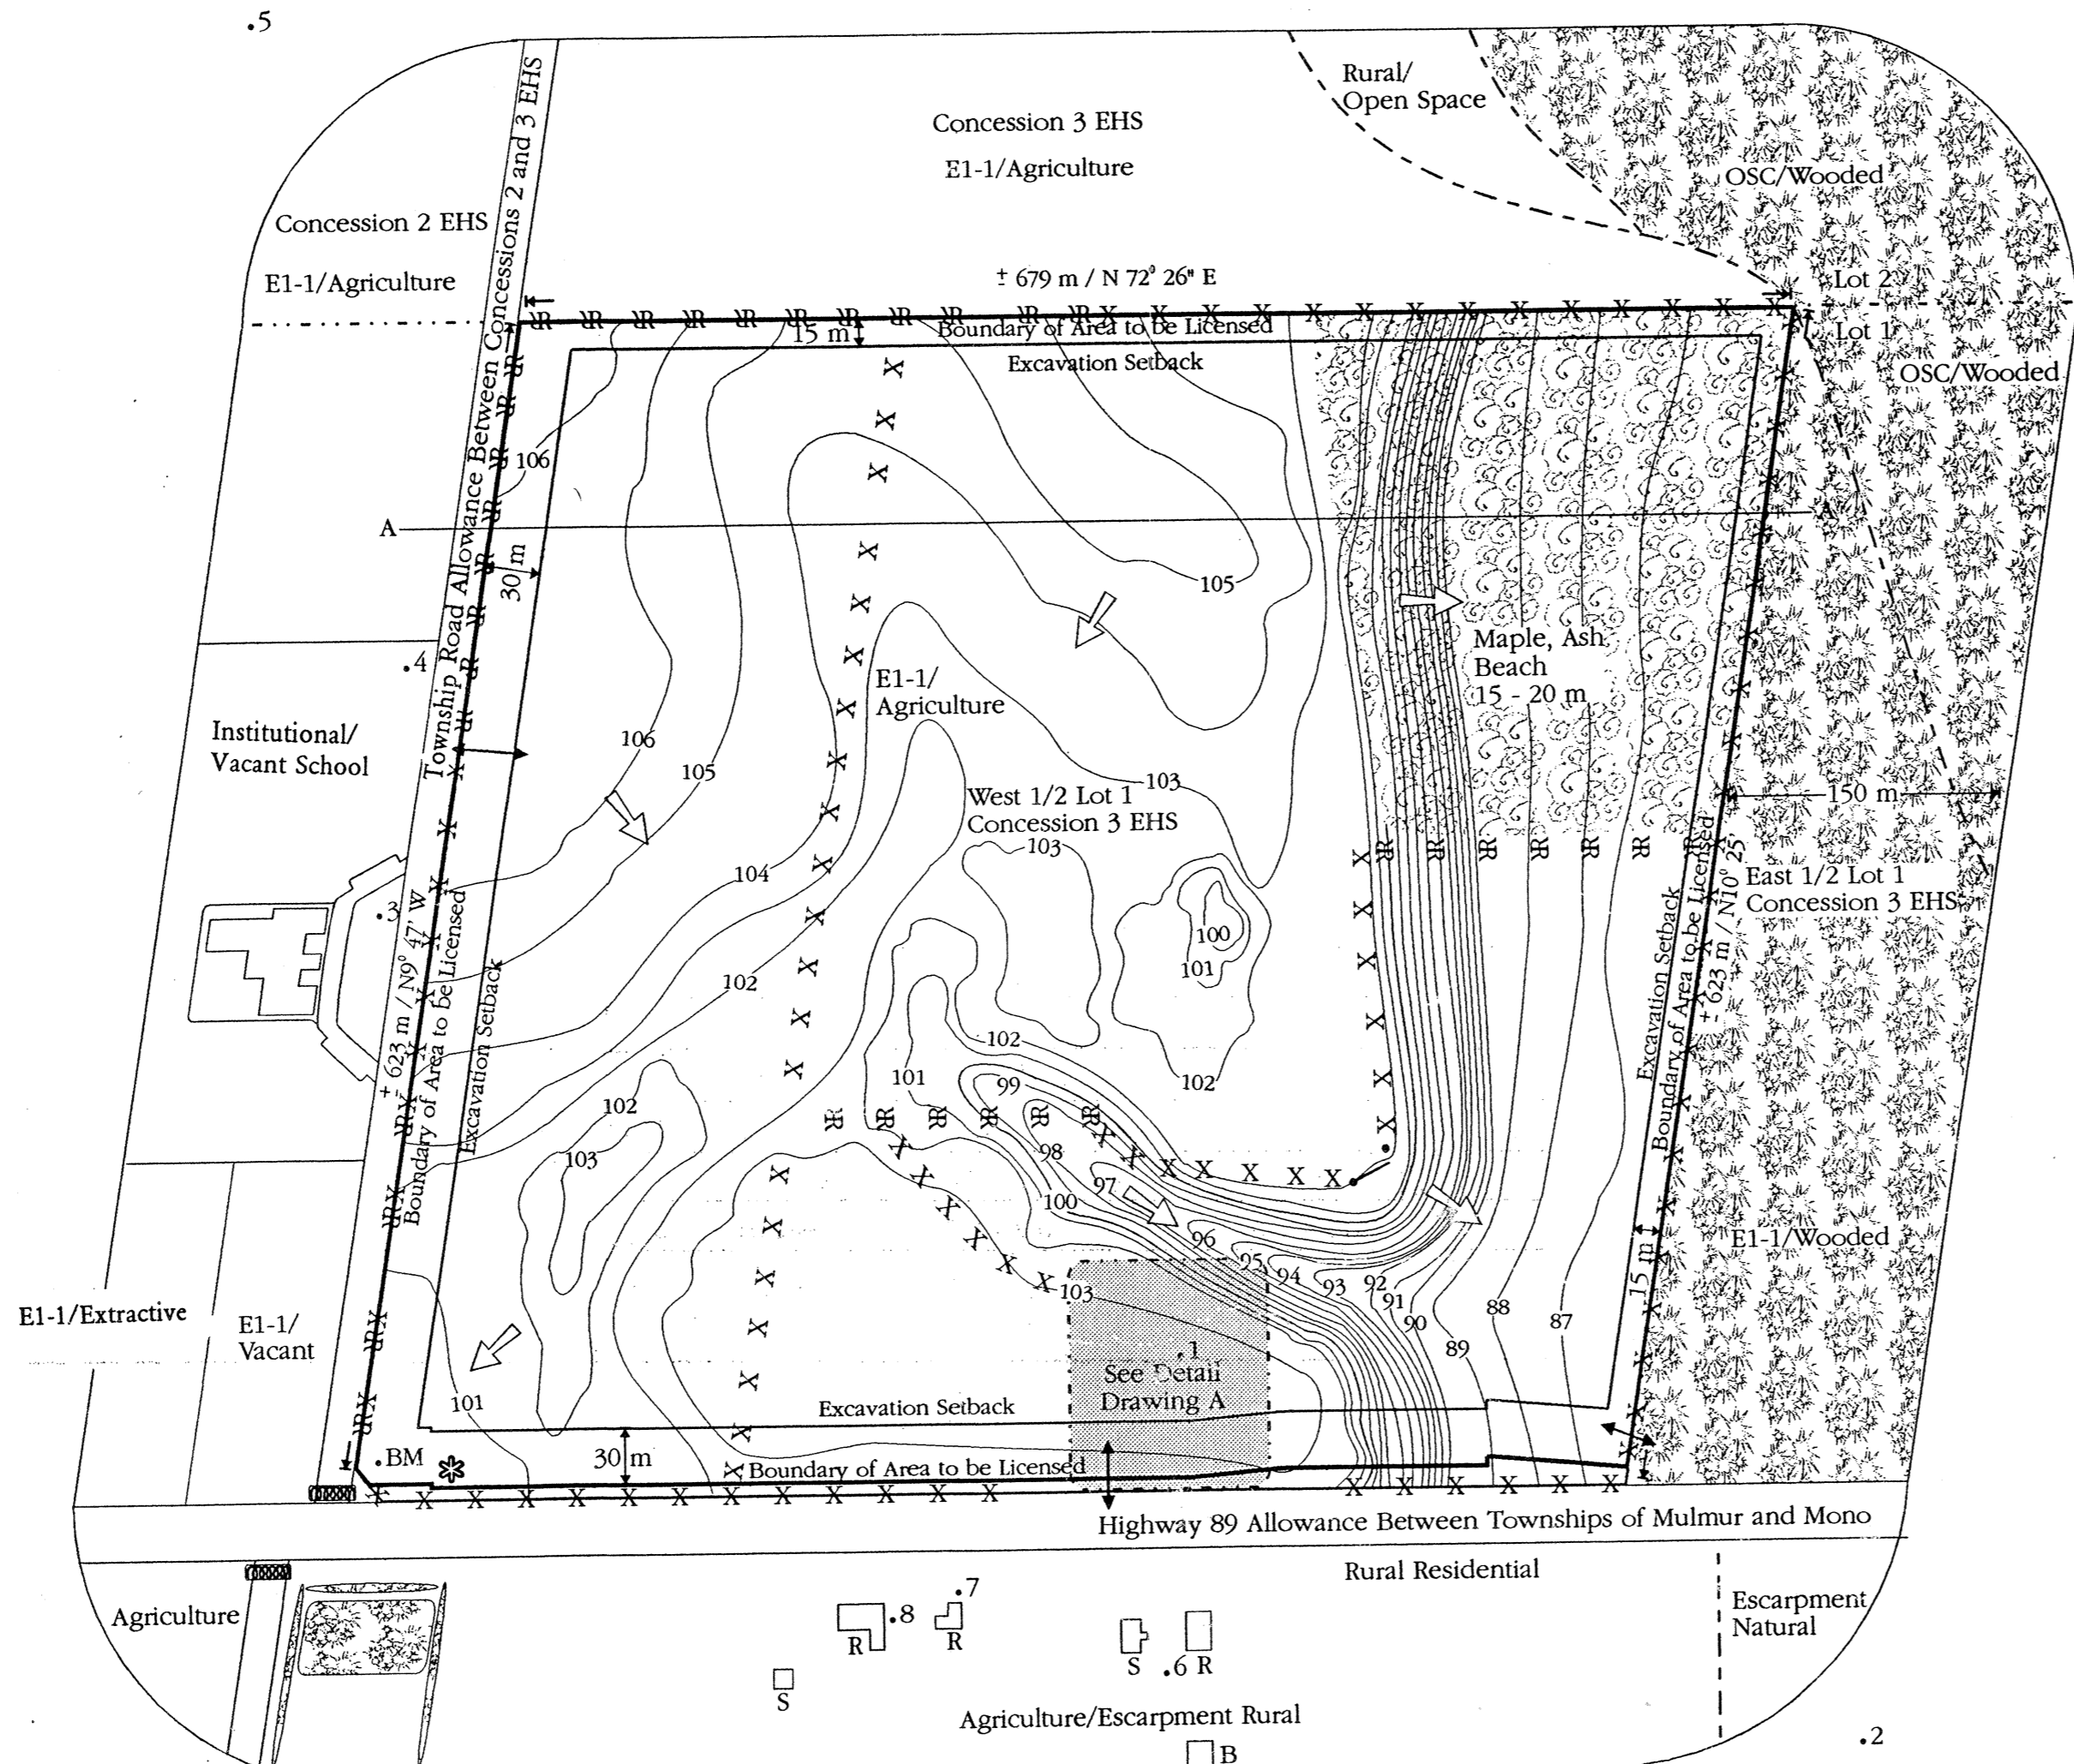 .5
Rural/
Open Space
Concession 3 EHS
E1-1/Agriculture
OSC/Wooded
Concession 2 EHS
E1-1/Agriculture
Township Road Allowance Between Concessions 2 and 3 EHS
± 679 m / N 72° 26" E
Lot 2
Lot 1
15 m
Boundary of Area to be Licensed
Excavation Setback
OSC/Wooded
106
A
A
30 m
105
.4
Maple, Ash,
Beach
15 - 20 m
E1-1/
Agriculture
Institutional/
Vacant School
106
105
103
West 1/2 Lot 1
Concession 3 EHS
150 m
103
104
East 1/2 Lot 1
Concession 3 EHS
.3
100
101
102
± 623 m / N9° 47' W
Boundary of Area to be Licensed
Excavation Setback
Excavation Setback
Boundary of Area to be Licensed
± 623 m / N10° 25'
102
101
99
102
102
103
98
97
100
96
95
94
93
92
91
90
89
88
87
E1-1/Wooded
15 m
103
E1-1/Extractive
E1-1/
Vacant
.1
See Detail
Drawing A
101
Excavation Setback
.BM
30 m
Boundary of Area to be Licensed
Highway 89 Allowance Between Townships of Mulmur and Mono
Rural Residential
Agriculture
.7
.8
R
R
S
.6
R
S
Escarpment
Natural
Agriculture/Escarpment Rural
B
.2